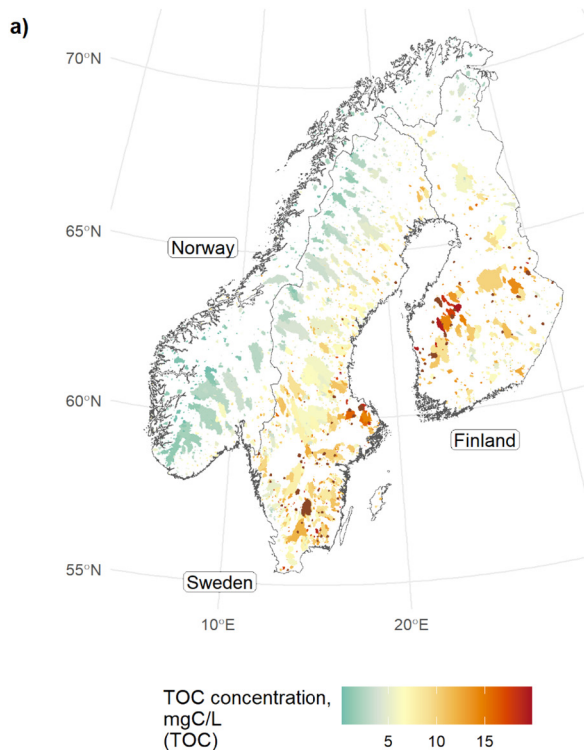 a)
70°N
65°N
Norway
60°N
Finland
55°N
Sweden
10°E
20°E
TOC concentration,
mgC/L
(TOC)
5
10
15